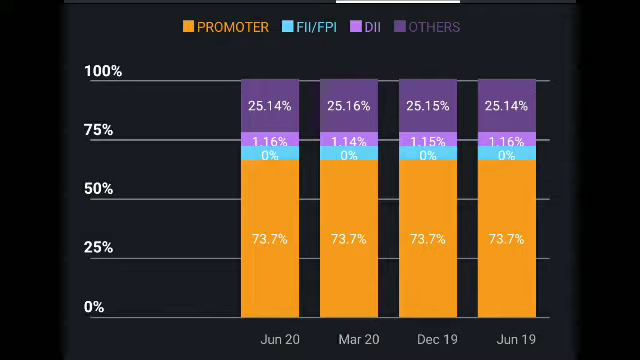 PROMOTER FII/FPI DII OTHERS
100%
25.14% 25.16% 25.15% 25.14%
75%
1.16% 1.14% 1.15% 1.16%
0% 0% 0% 0%
50%
73.7% 73.7% 73.7% 73.7%
25%
0%
Jun 20 Mar 20 Dec 19 Jun 19